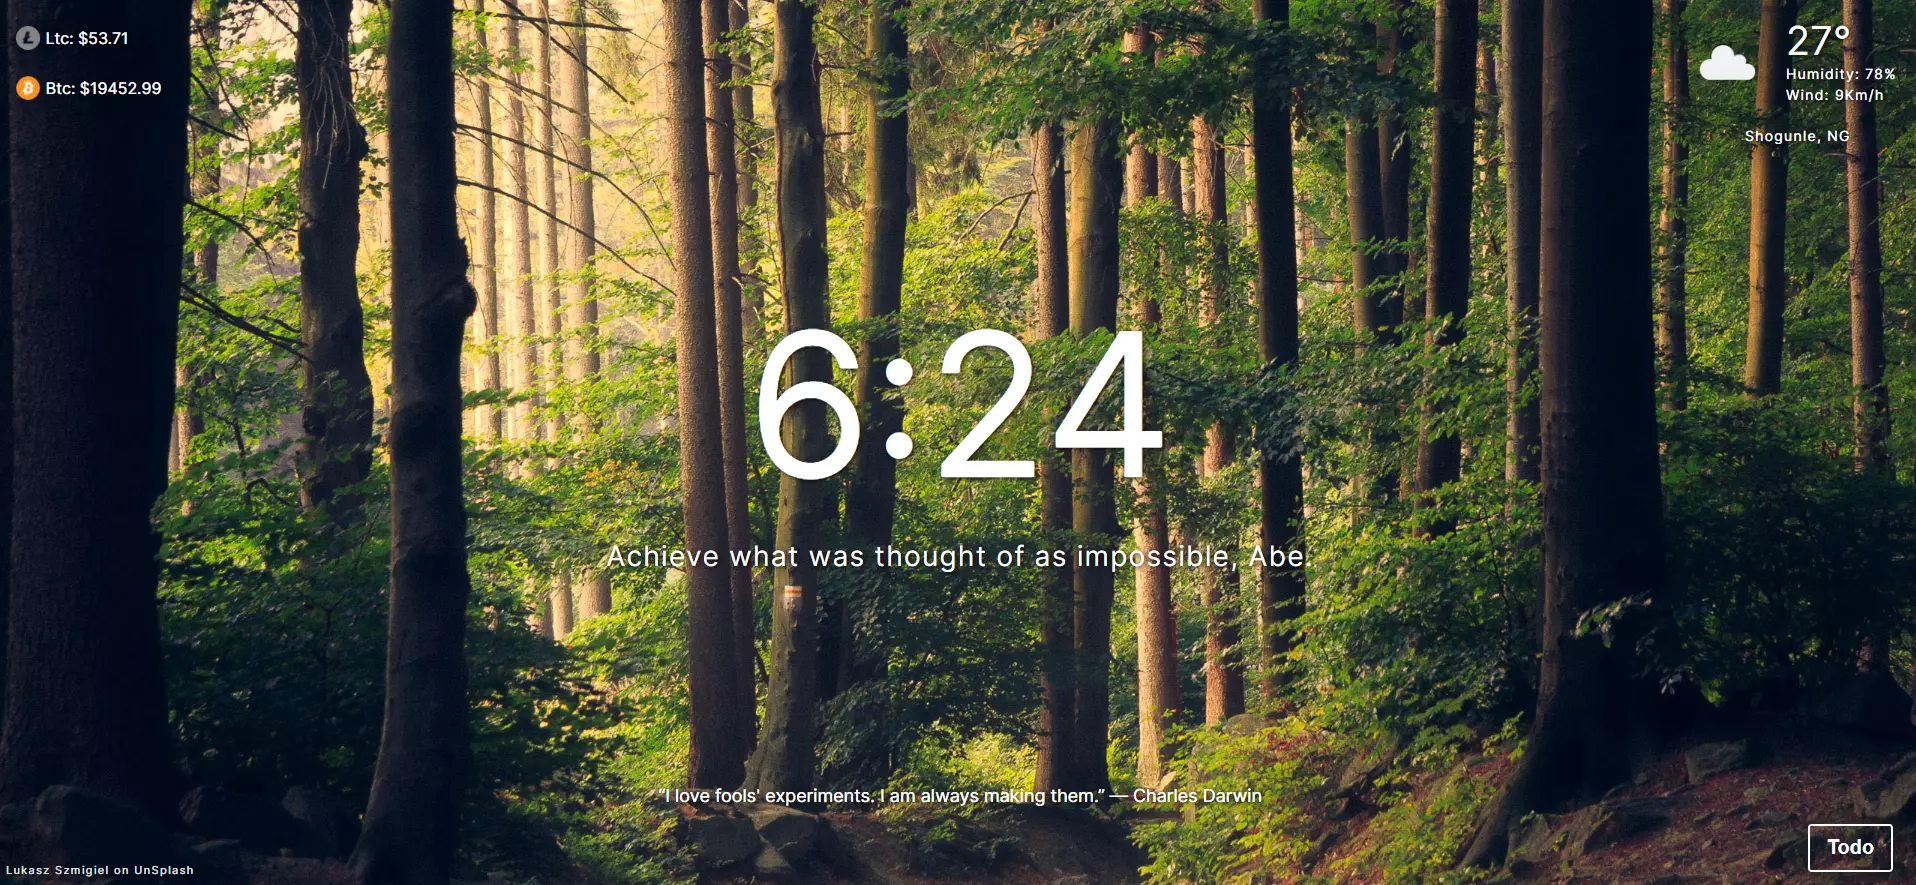 Ltc: $53.71
Btc: $19452.99
27°
Humidity: 78%
Wind: 9Km/h
Shogunle, NG
6:24
Achieve what was thought of as impossible, Abe.
“I love fools' experiments. I am always making them.” — Charles Darwin
Lukasz Szmigiel on UnSplash
Todo